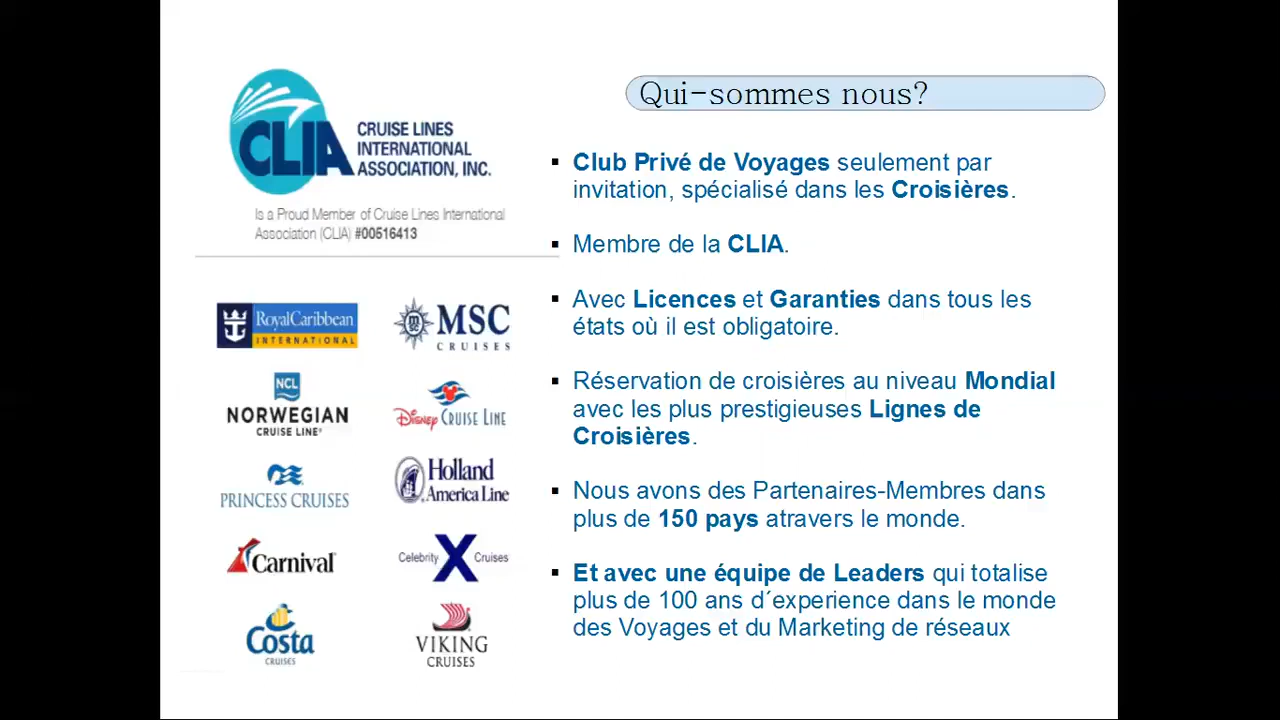 Qui-sommes nous?
CLIA
CRUISE LINES
INTERNATIONAL
ASSOCIATION, INC.
Is a Proud Member of Cruise Lines International
Association (CLIA) #00516413
RoyalCaribbean
INTERNATIONAL
MSC
CRUISES
NCL
NORWEGIAN
CRUISE LINE®
DISNEY CRUISE LINE
PRINCESS CRUISES
Holland
America Line
Carnival
Celebrity X Cruises
Costa
CRUISES
VIKING
CRUISES
▪ Club Privé de Voyages seulement par
invitation, spécialisé dans les Croisières.
▪ Membre de la CLIA.
▪ Avec Licences et Garanties dans tous les
états où il est obligatoire.
▪ Réservation de croisières au niveau Mondial
avec les plus prestigieuses Lignes de
Croisières.
▪ Nous avons des Partenaires-Membres dans
plus de 150 pays atravers le monde.
▪ Et avec une équipe de Leaders qui totalise
plus de 100 ans d´experience dans le monde
des Voyages et du Marketing de réseaux